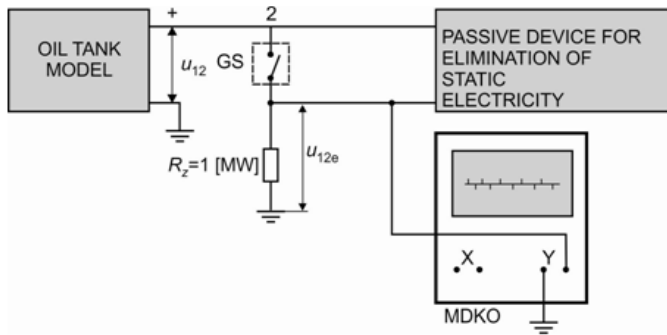 OIL TANK
MODEL
+
2
u12
GS
PASSIVE DEVICE FOR
ELIMINATION OF
STATIC
ELECTRICITY
Rz=1 [MW]
u12e
X
Y
MDKO